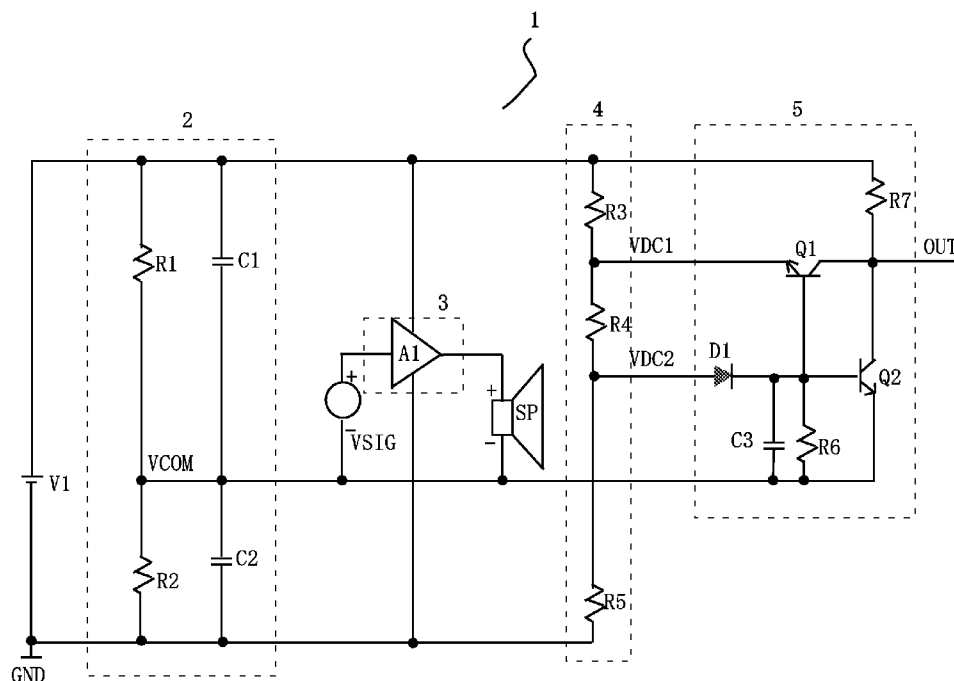 1
2
4
5
R7
R3
VDC1
Q1
OUT
R1
C1
3
R4
A1
VDC2
D1
Q2
+
+
SP
-
-
VSIG
C3
R6
VCOM
V1
R2
C2
R5
GND